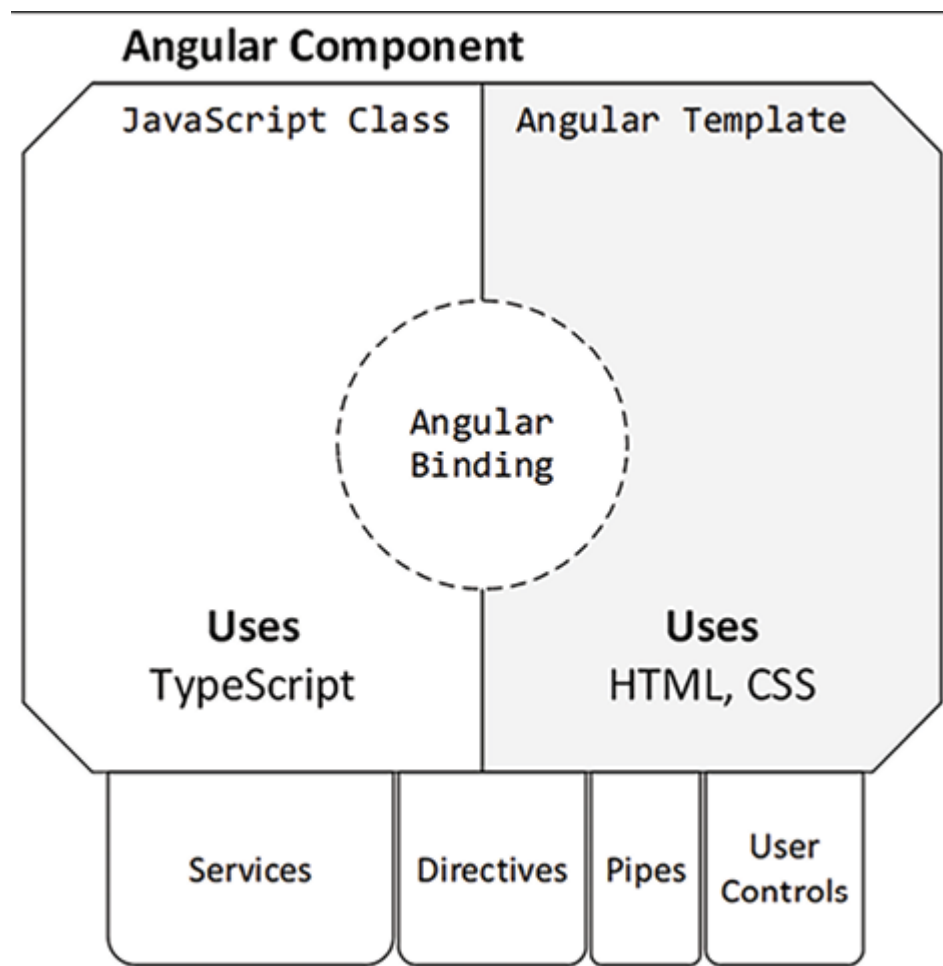 Angular Component
JavaScript Class
Angular Template
Angular
Binding
Uses
TypeScript
Uses
HTML, CSS
Services
Directives
Pipes
User
Controls